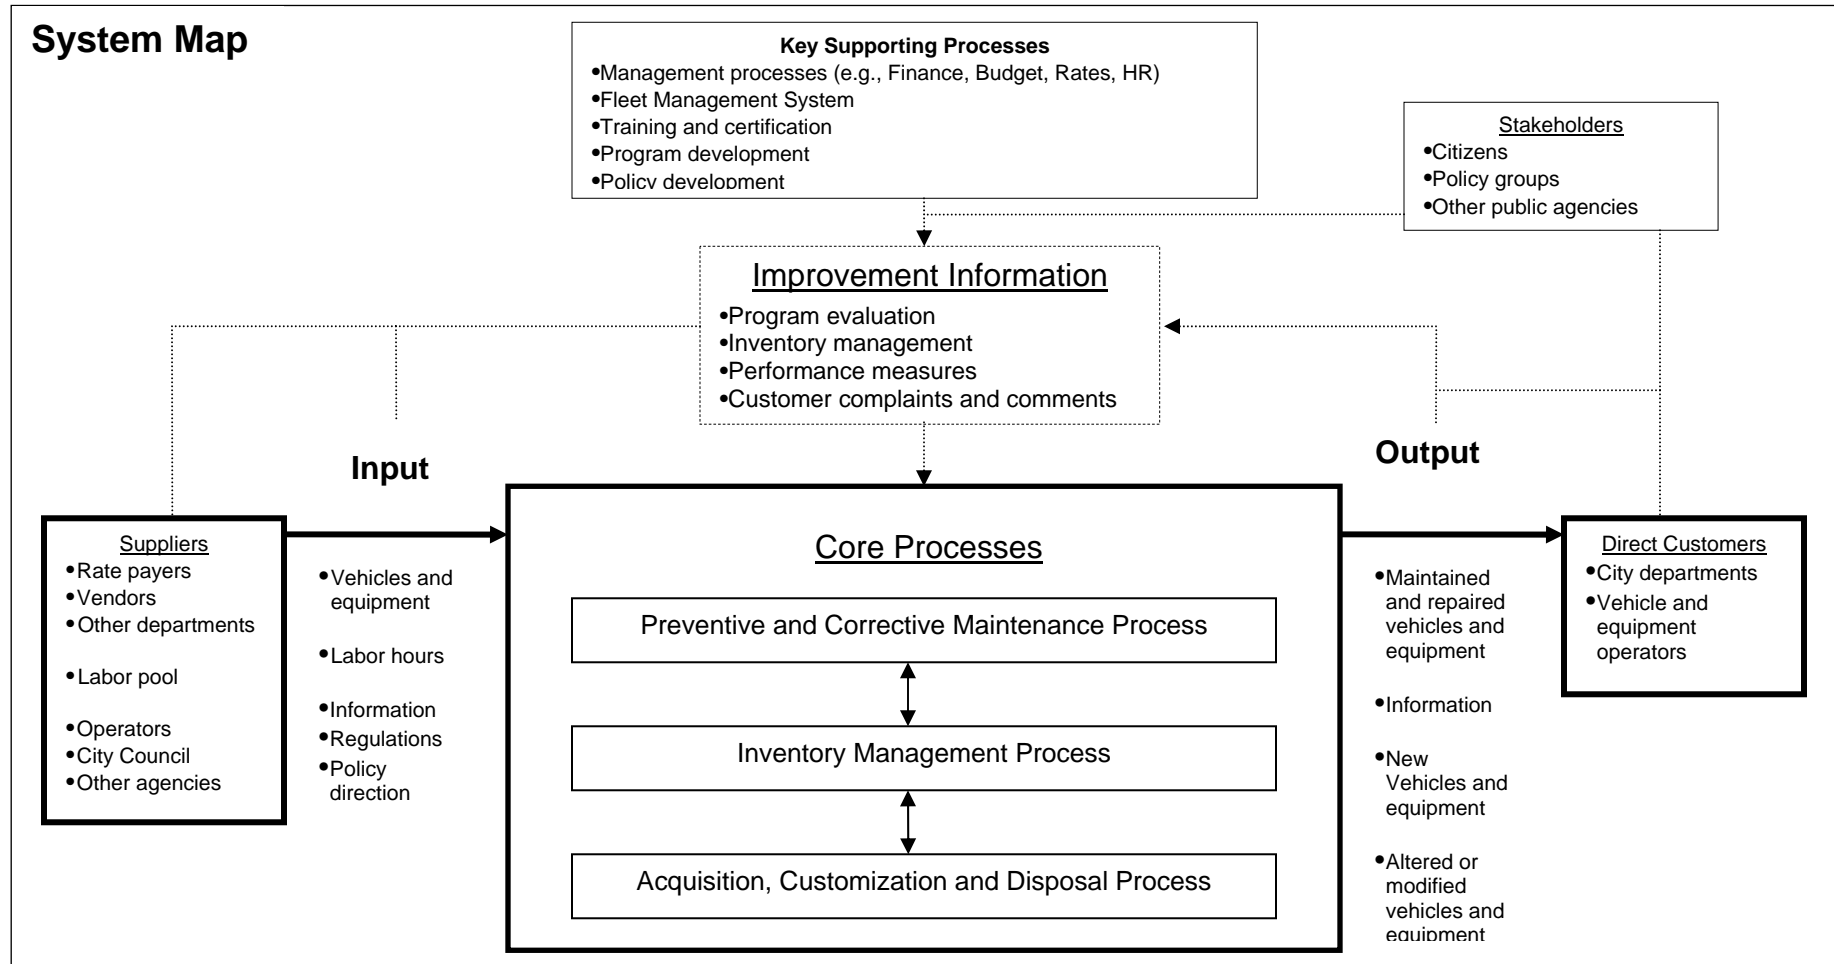 System Map
Key Supporting Processes
•Management processes (e.g., Finance, Budget, Rates, HR)
•Fleet Management System
•Training and certification
•Program development
•Policy development
Stakeholders
•Citizens
•Policy groups
•Other public agencies
Improvement Information
•Program evaluation
•Inventory management
•Performance measures
•Customer complaints and comments
Input
Output
Suppliers
•Rate payers
•Vendors
•Other departments
•Labor pool
•Operators
•City Council
•Other agencies
•Vehicles and
equipment
•Labor hours
•Information
•Regulations
•Policy
direction
Core Processes
Preventive and Corrective Maintenance Process
Inventory Management Process
Acquisition, Customization and Disposal Process
•Maintained
and repaired
vehicles and
equipment
•Information
•New
Vehicles and
equipment
•Altered or
modified
vehicles and
equipment
Direct Customers
•City departments
•Vehicle and
equipment
operators